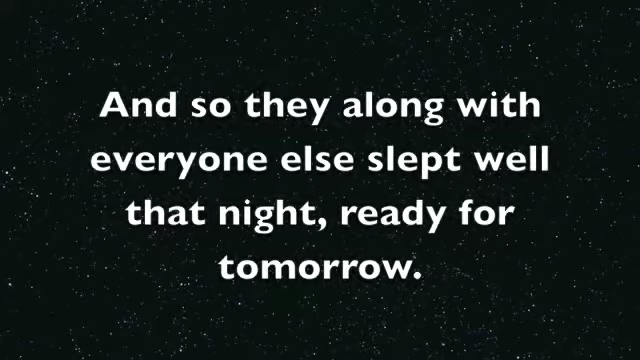 And so they along with
everyone else slept well
that night, ready for
tomorrow.